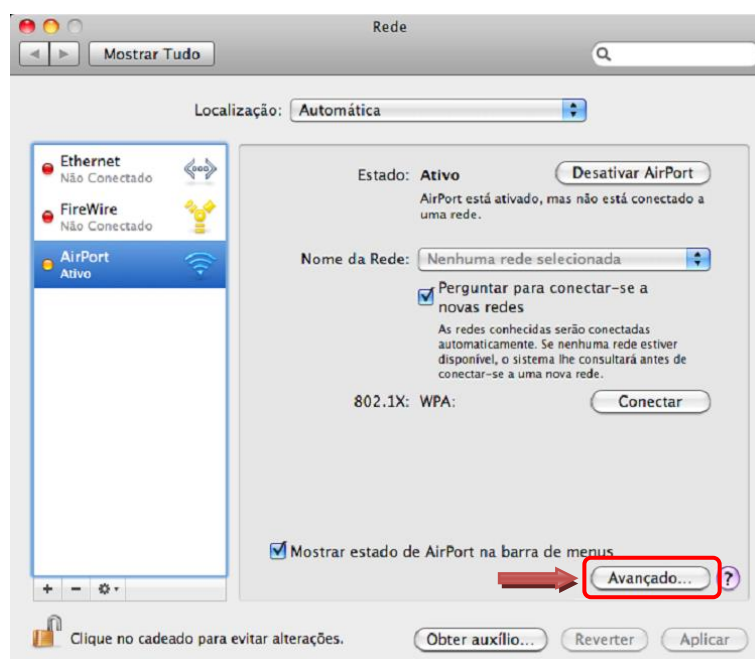 Rede
Mostrar Tudo
Localização: Automática
Ethernet
Não Conectado
FireWire
Não Conectado
AirPort
Ativo
Estado: Ativo
Desativar AirPort
AirPort está ativado, mas não está conectado a
uma rede.
Nome da Rede: Nenhuma rede selecionada
Perguntar para conectar-se a
novas redes
As redes conhecidas serão conectadas
automaticamente. Se nenhuma rede estiver
disponível, o sistema lhe consultará antes de
conectar-se a uma nova rede.
802.1X: WPA: Conectar
Mostrar estado de AirPort na barra de menus
Avançado... ?
+ −
Clique no cadeado para evitar alterações.
Obter auxílio... Reverter Aplicar